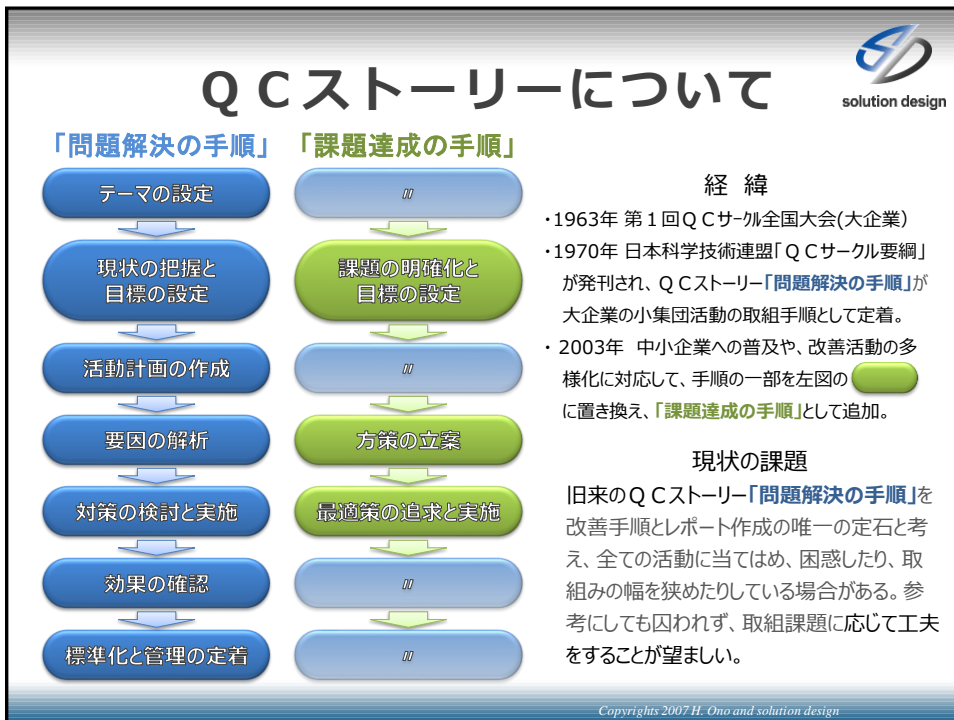 ＱＣストーリーについて
solution design
「問題解決の手順」
テーマの設定
現状の把握と
目標の設定
活動計画の作成
要因の解析
対策の検討と実施
効果の確認
標準化と管理の定着
「課題達成の手順」
〃
課題の明確化と
目標の設定
〃
方策の立案
最適策の追求と実施
〃
〃
経 緯
・1963年 第１回ＱＣｻｰｸﾙ全国大会(大企業）
・1970年 日本科学技術連盟「ＱＣサークル要綱」
が発刊され、ＱＣストーリー「問題解決の手順」が
大企業の小集団活動の取組手順として定着。
・ 2003年 中小企業への普及や、改善活動の多
様化に対応して、手順の一部を左図の
に置き換え、「課題達成の手順」として追加。
現状の課題
旧来のＱＣストーリー「問題解決の手順」を
改善手順とレポート作成の唯一の定石と考
え、全ての活動に当てはめ、困惑したり、取
組みの幅を狭めたりしている場合がある。参
考にしても囚われず、取組課題に応じて工夫
をすることが望ましい。
Copyrights 2007 H. Ono and solution design